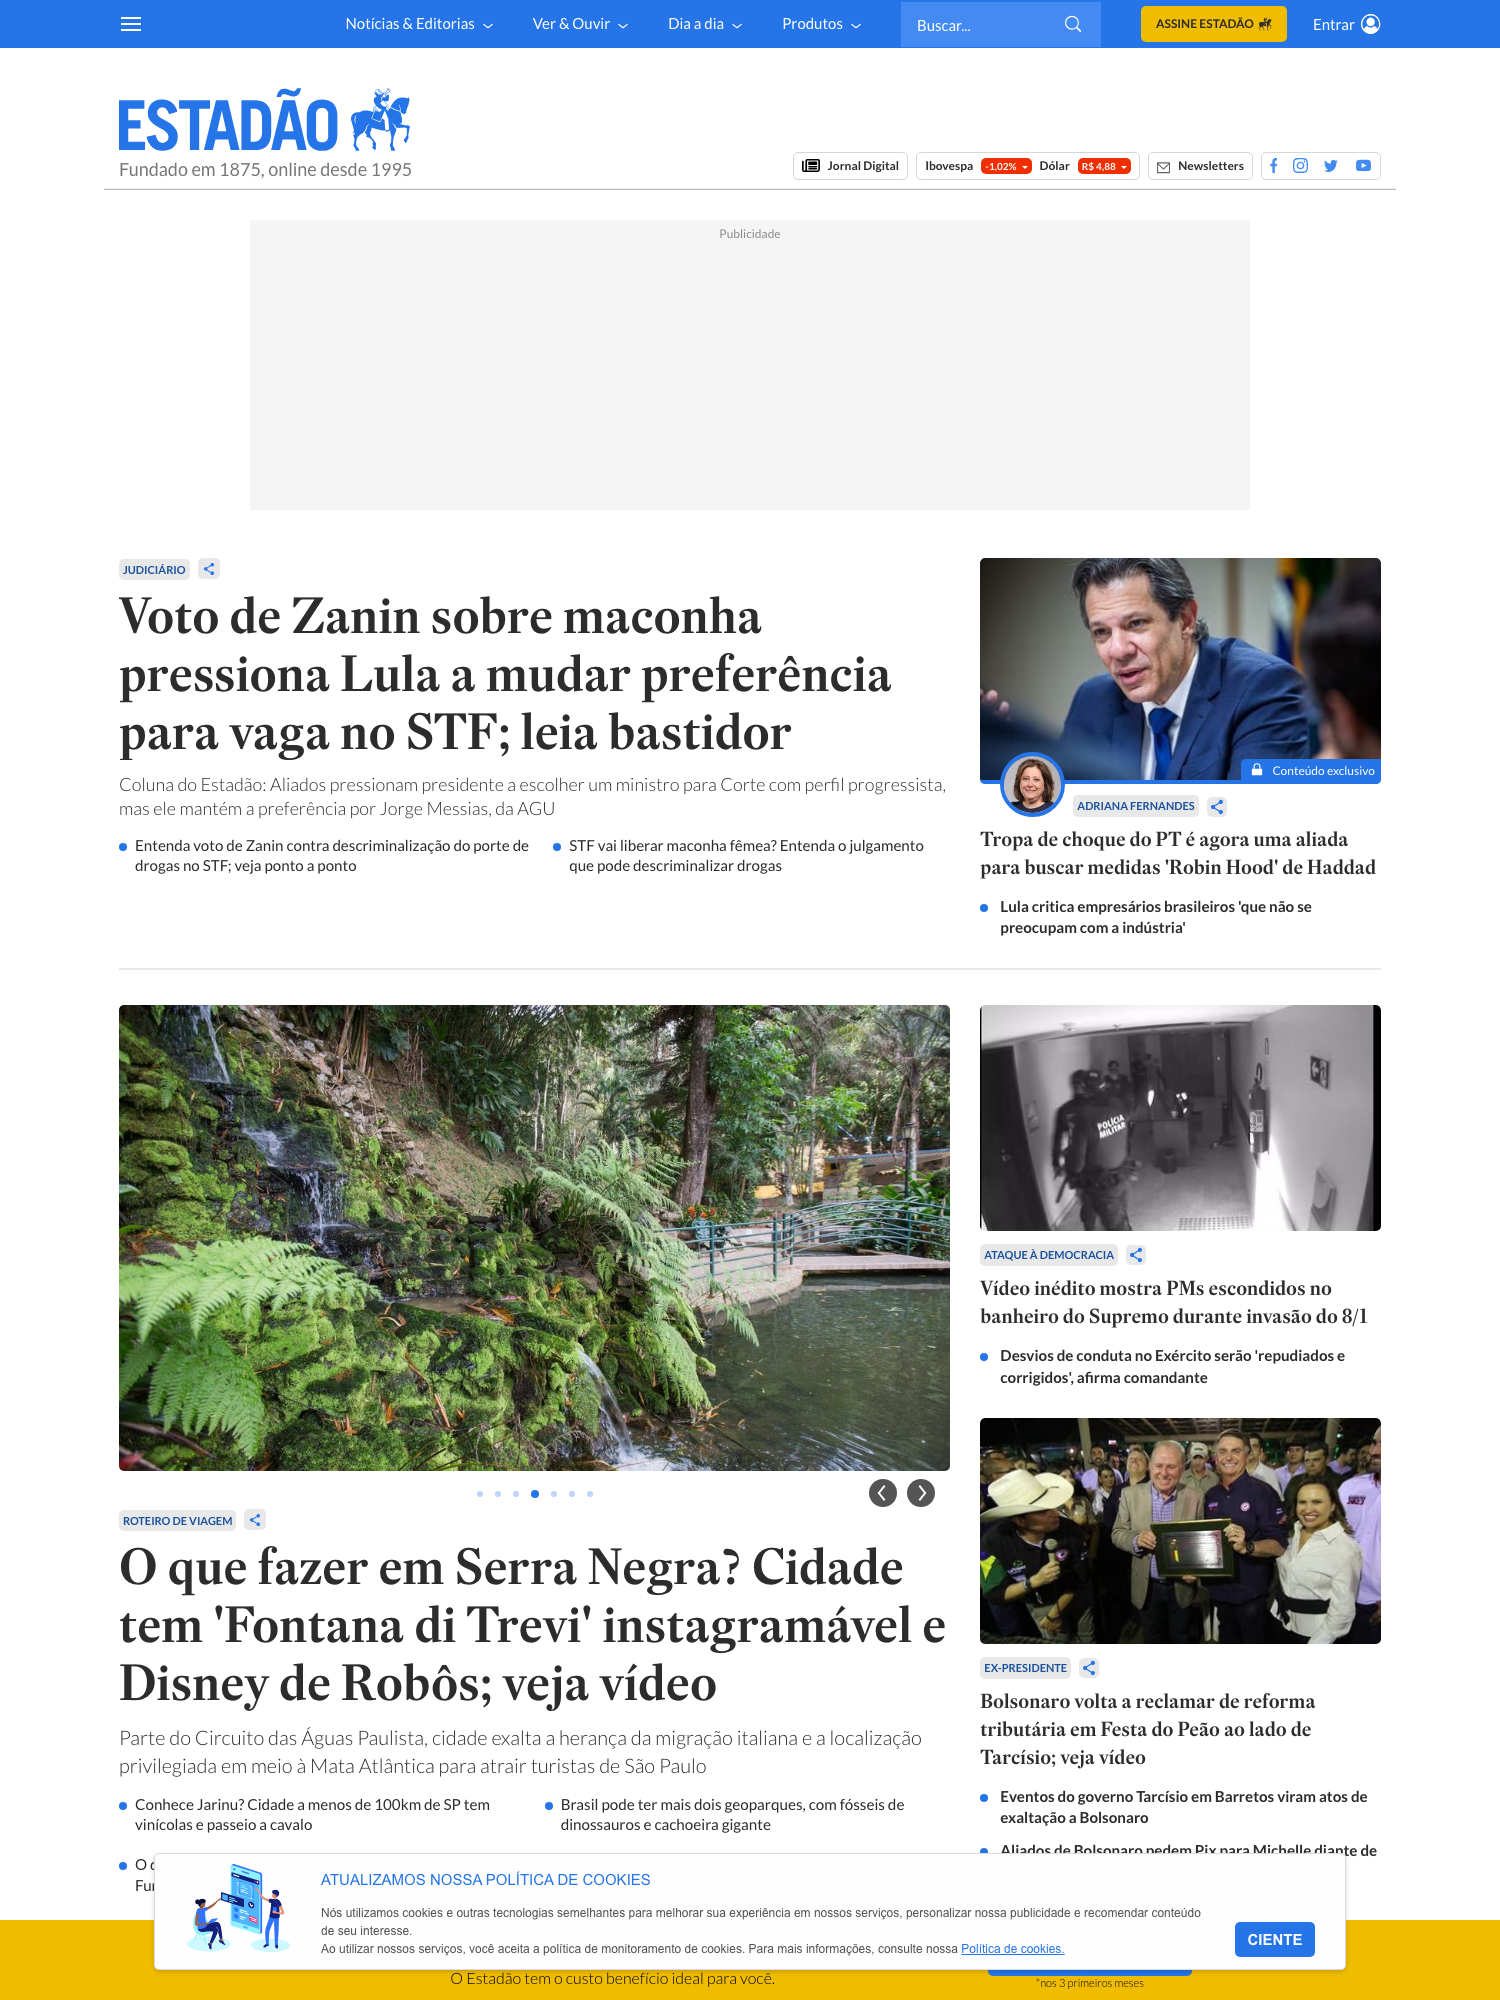 Notícias & Editorias
Ver & Ouvir
Dia a dia
Produtos
Buscar...
ASSINE ESTADÃO
Entrar
ESTADÃO
Fundado em 1875, online desde 1995
Jornal Digital
Ibovespa -1,02% Dólar R$ 4,88
Newsletters
Publicidade
JUDICIÁRIO
Voto de Zanin sobre maconha
pressiona Lula a mudar preferência
para vaga no STF; leia bastidor
Coluna do Estadão: Aliados pressionam presidente a escolher um ministro para Corte com perfil progressista,
mas ele mantém a preferência por Jorge Messias, da AGU
Entenda voto de Zanin contra descriminalização do porte de
drogas no STF; veja ponto a ponto
STF vai liberar maconha fêmea? Entenda o julgamento
que pode descriminalizar drogas
Conteúdo exclusivo
ADRIANA FERNANDES
Tropa de choque do PT é agora uma aliada
para buscar medidas 'Robin Hood' de Haddad
Lula critica empresários brasileiros 'que não se
preocupam com a indústria'
POLÍCIA
MILITAR
ATAQUE À DEMOCRACIA
Vídeo inédito mostra PMs escondidos no
banheiro do Supremo durante invasão do 8/1
Desvios de conduta no Exército serão 'repudiados e
corrigidos', afirma comandante
ROTEIRO DE VIAGEM
O que fazer em Serra Negra? Cidade
tem 'Fontana di Trevi' instagramável e
Disney de Robôs; veja vídeo
Parte do Circuito das Águas Paulista, cidade exalta a herança da migração italiana e a localização
privilegiada em meio à Mata Atlântica para atrair turistas de São Paulo
Conhece Jarinu? Cidade a menos de 100km de SP tem
vinícolas e passeio a cavalo
Brasil pode ter mais dois geoparques, com fósseis de
dinossauros e cachoeira gigante
EX-PRESIDENTE
Bolsonaro volta a reclamar de reforma
tributária em Festa do Peão ao lado de
Tarcísio; veja vídeo
Eventos do governo Tarcísio em Barretos viram atos de
exaltação a Bolsonaro
Aliados de Bolsonaro pedem Pix para Michelle diante de
ATUALIZAMOS NOSSA POLÍTICA DE COOKIES
Nós utilizamos cookies e outras tecnologias semelhantes para melhorar sua experiência em nossos serviços, personalizar nossa publicidade e recomendar conteúdo
de seu interesse.
Ao utilizar nossos serviços, você aceita a política de monitoramento de cookies. Para mais informações, consulte nossa Política de cookies.
CIENTE
O Estadão tem o custo benefício ideal para você.
*nos 3 primeiros meses